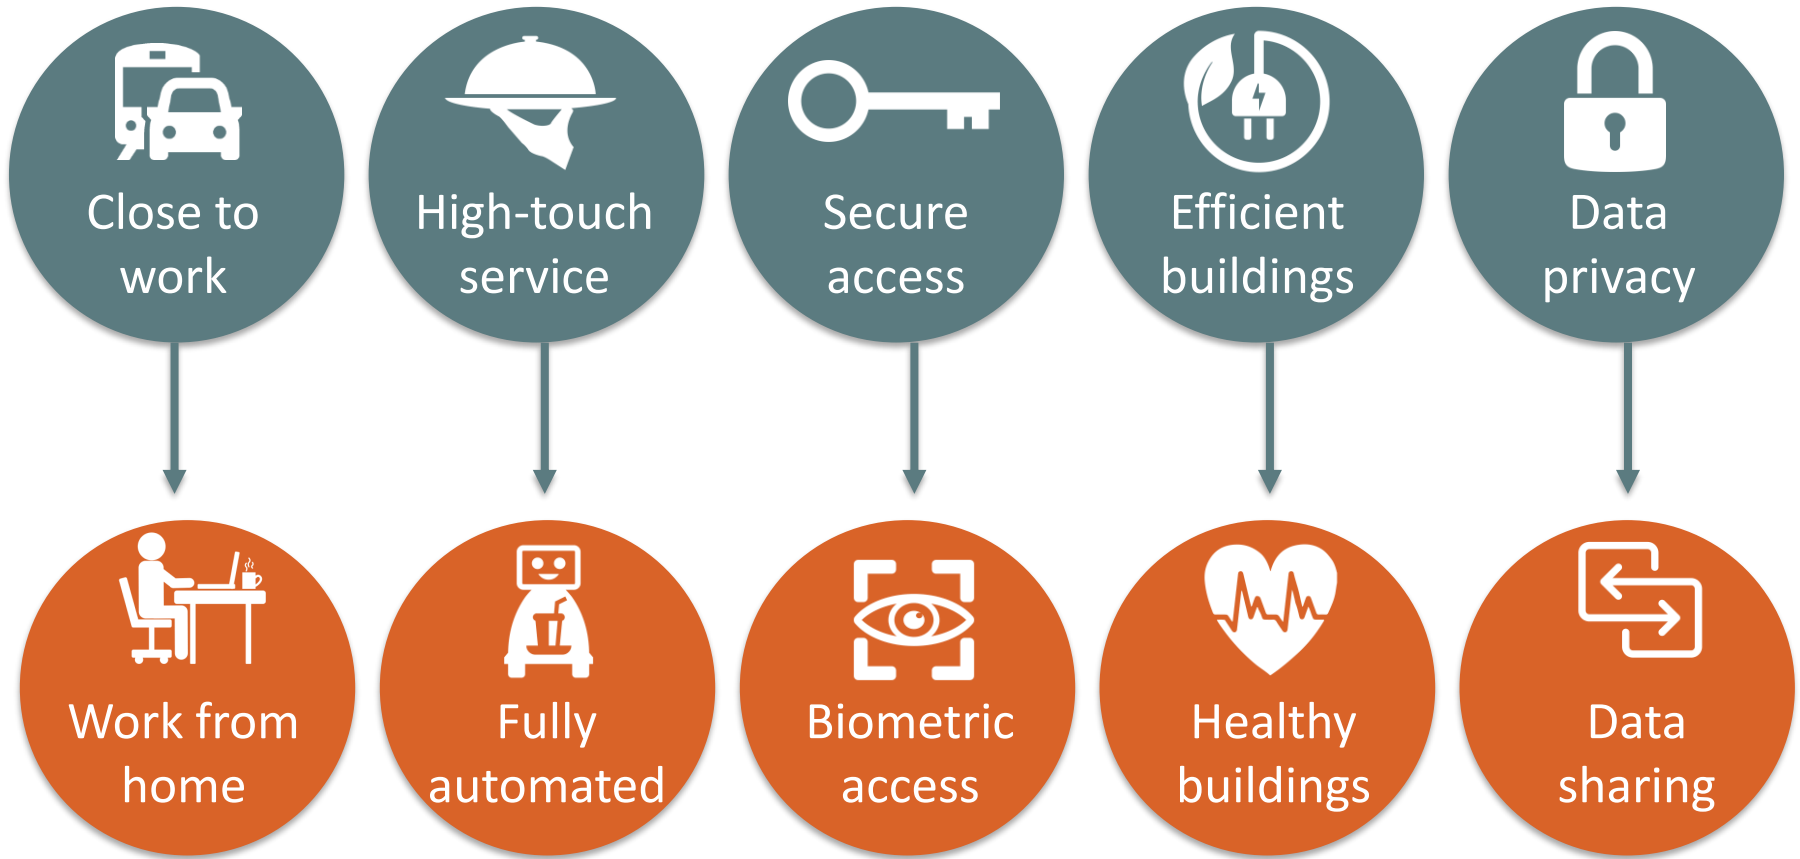 Close to
work
High-touch
service
Secure
access
Efficient
buildings
Data
privacy
Work from
home
Fully
automated
Biometric
access
Healthy
buildings
Data
sharing